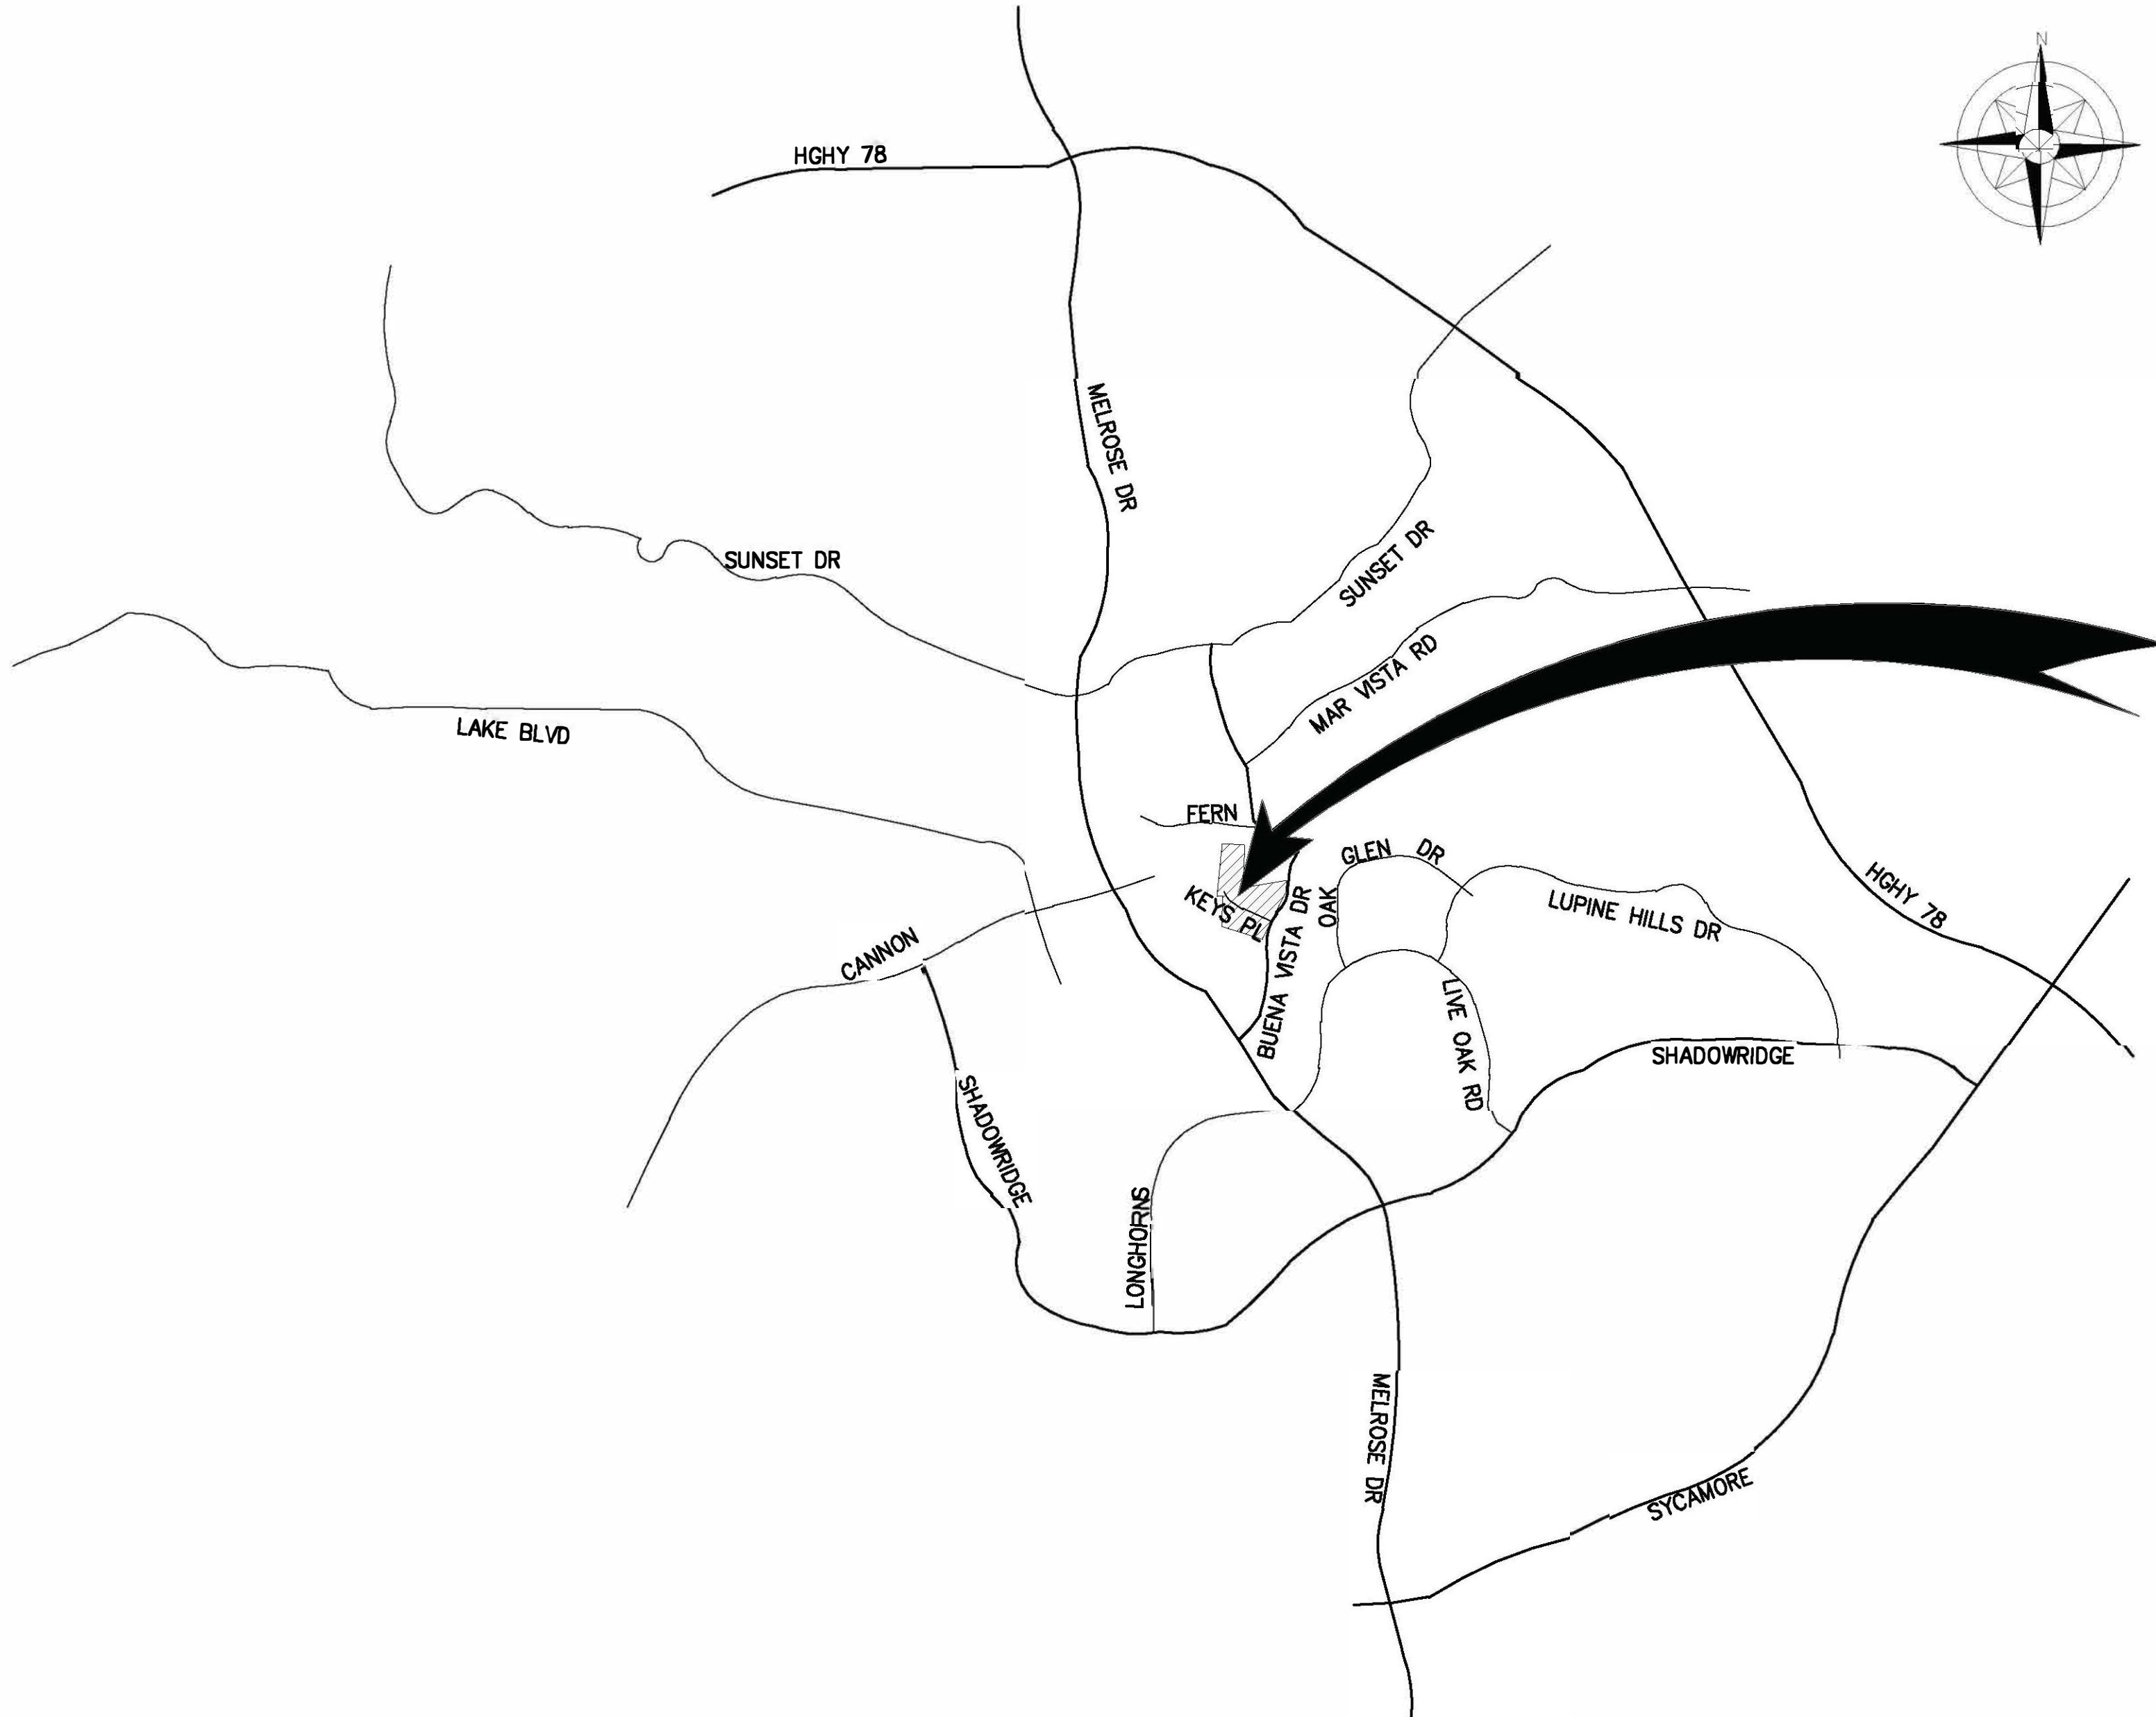 N
HGHY 78
MELROSE DR
SUNSET DR
SUNSET DR
MAR VISTA RD
LAKE BLVD
FERN
GLEN DR
OAK
KEYS PL
LUPINE HILLS DR
HGHY 78
CANNON
BUENA VISTA DR
LIVE OAK RD
SHADOWRIDGE
SHADOWRIDGE
LONGHORNS
MELROSE DR
SYCAMORE